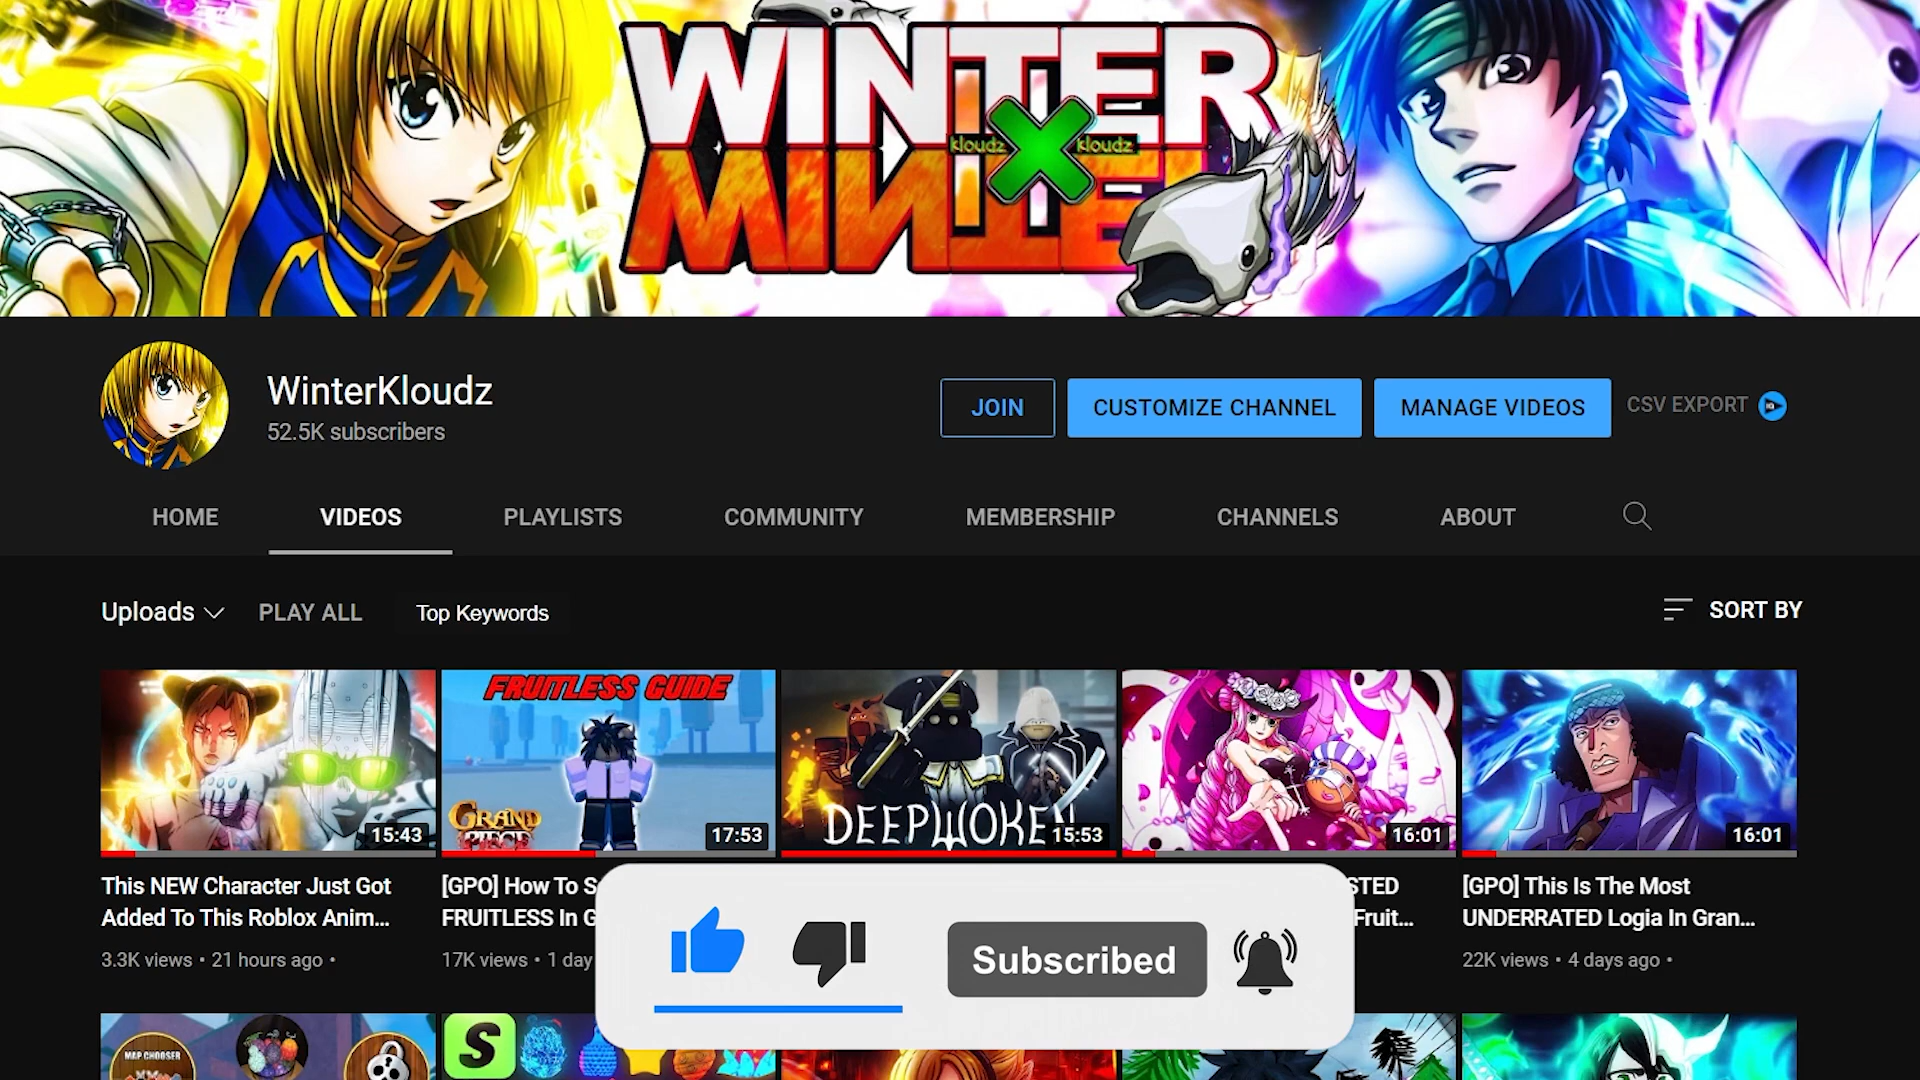 WINTER
kloudz kloudz
WINTER
WinterKloudz
52.5K subscribers
JOIN
CUSTOMIZE CHANNEL
MANAGE VIDEOS
CSV EXPORT
HOME
VIDEOS
PLAYLISTS
COMMUNITY
MEMBERSHIP
CHANNELS
ABOUT
Uploads
PLAY ALL
Top Keywords
SORT BY
15:43
FRUITLESS GUIDE
GRAND
PIECE
17:53
DEEPWOKEN
15:53
16:01
16:01
This NEW Character Just Got
Added To This Roblox Anim...
3.3K views • 21 hours ago •
[GPO] How To S
FRUITLESS In G
17K views • 1 day
STED
Fruit...
[GPO] This Is The Most
UNDERRATED Logia In Gran...
22K views • 4 days ago •
Subscribed
MAP CHOOSER
S